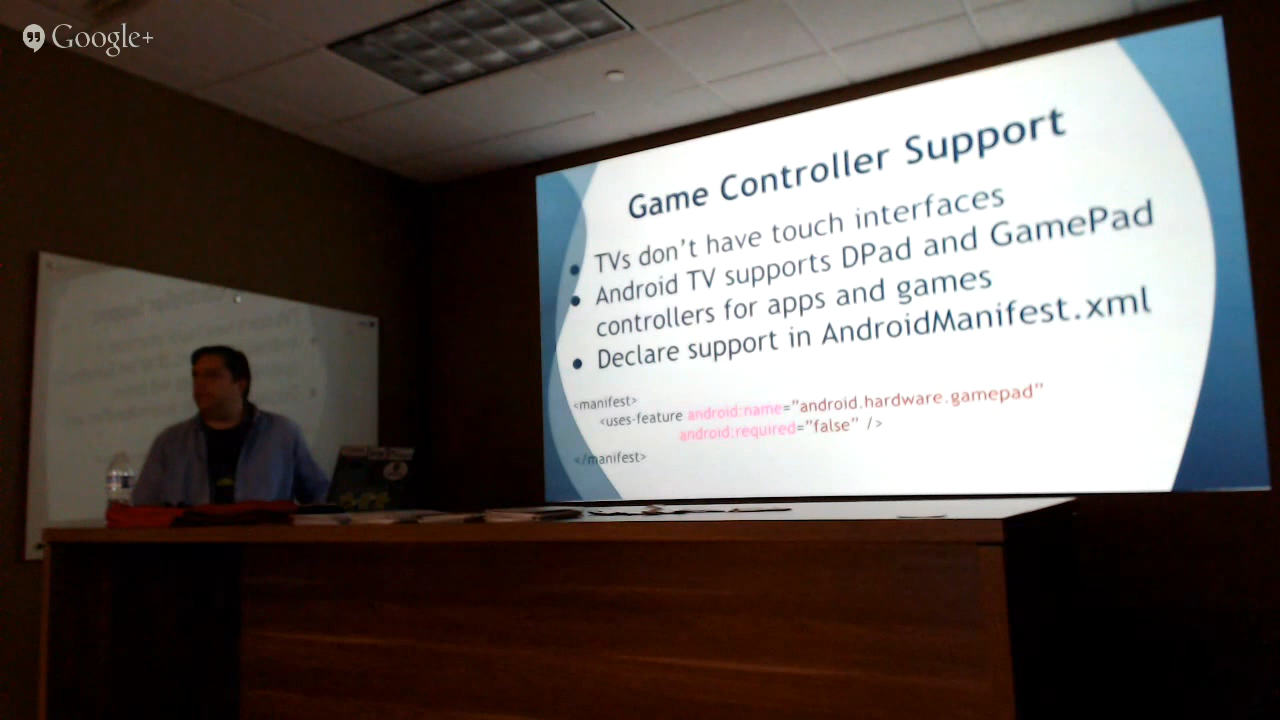 Google+
Game Controller Support
• TVs don't have touch interfaces
• Android TV supports DPad and GamePad
controllers for apps and games
• Declare support in AndroidManifest.xml
<manifest>
<uses-feature android:name="android.hardware.gamepad"
android:required="false" />
</manifest>